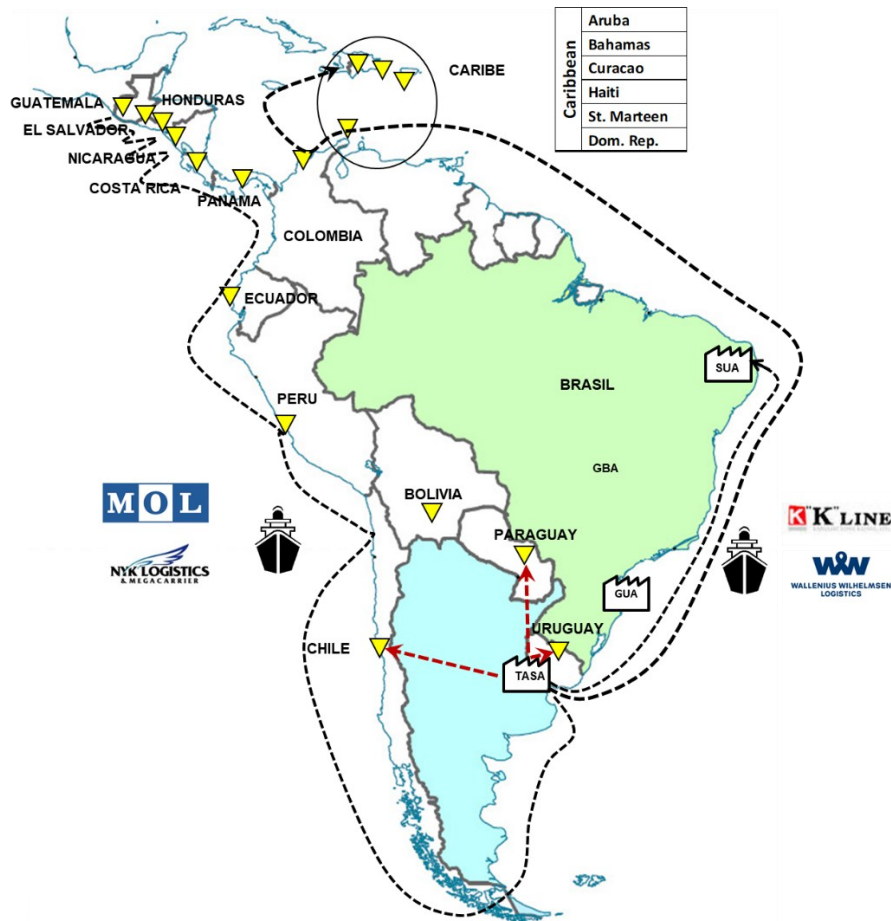 Caribbean
Aruba
Bahamas
Curacao
Haiti
St. Marteen
Dom. Rep.
CARIBE
GUATEMALA
HONDURAS
EL SALVADOR
NICARAGUA
COSTA RICA
PANAMA
COLOMBIA
ECUADOR
SUA
BRASIL
PERU
GBA
BOLIVIA
MOL
PARAGUAY
K "K" LINE
NYK LOGISTICS
& MEGACARRIER
WALLENIUS WILHELMSEN
LOGISTICS
GUA
URUGUAY
CHILE
TASA